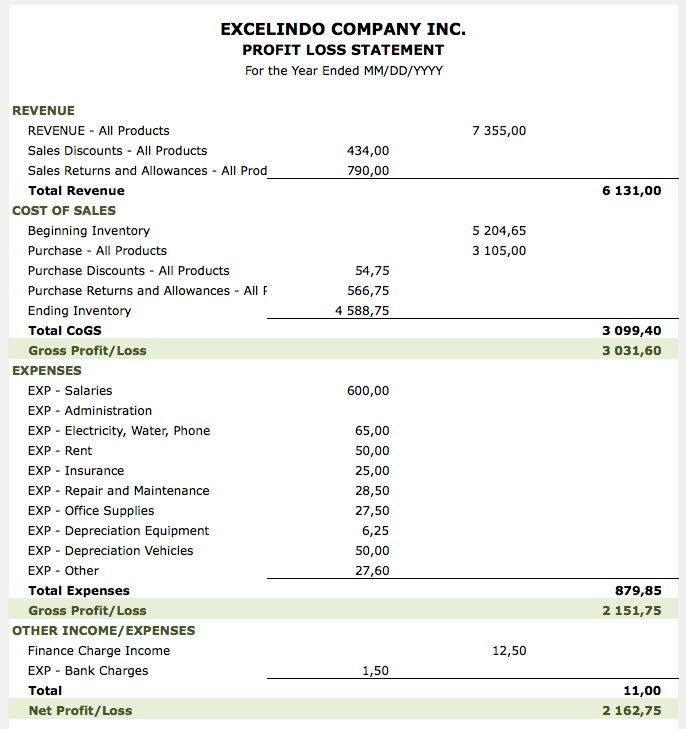 EXCELINDO COMPANY INC.
PROFIT LOSS STATEMENT
For the Year Ended MM/DD/YYYY
REVENUE
REVENUE - All Products 7 355,00
Sales Discounts - All Products 434,00
Sales Returns and Allowances - All Prod 790,00
Total Revenue 6 131,00
COST OF SALES
Beginning Inventory 5 204,65
Purchase - All Products 3 105,00
Purchase Discounts - All Products 54,75
Purchase Returns and Allowances - All 566,75
Ending Inventory 4 588,75
Total CoGS 3 099,40
Gross Profit/Loss 3 031,60
EXPENSES
EXP - Salaries 600,00
EXP - Administration
EXP - Electricity, Water, Phone 65,00
EXP - Rent 50,00
EXP - Insurance 25,00
EXP - Repair and Maintenance 28,50
EXP - Office Supplies 27,50
EXP - Depreciation Equipment 6,25
EXP - Depreciation Vehicles 50,00
EXP - Other 27,60
Total Expenses 879,85
Gross Profit/Loss 2 151,75
OTHER INCOME/EXPENSES
Finance Charge Income 12,50
EXP - Bank Charges 1,50
Total 11,00
Net Profit/Loss 2 162,75